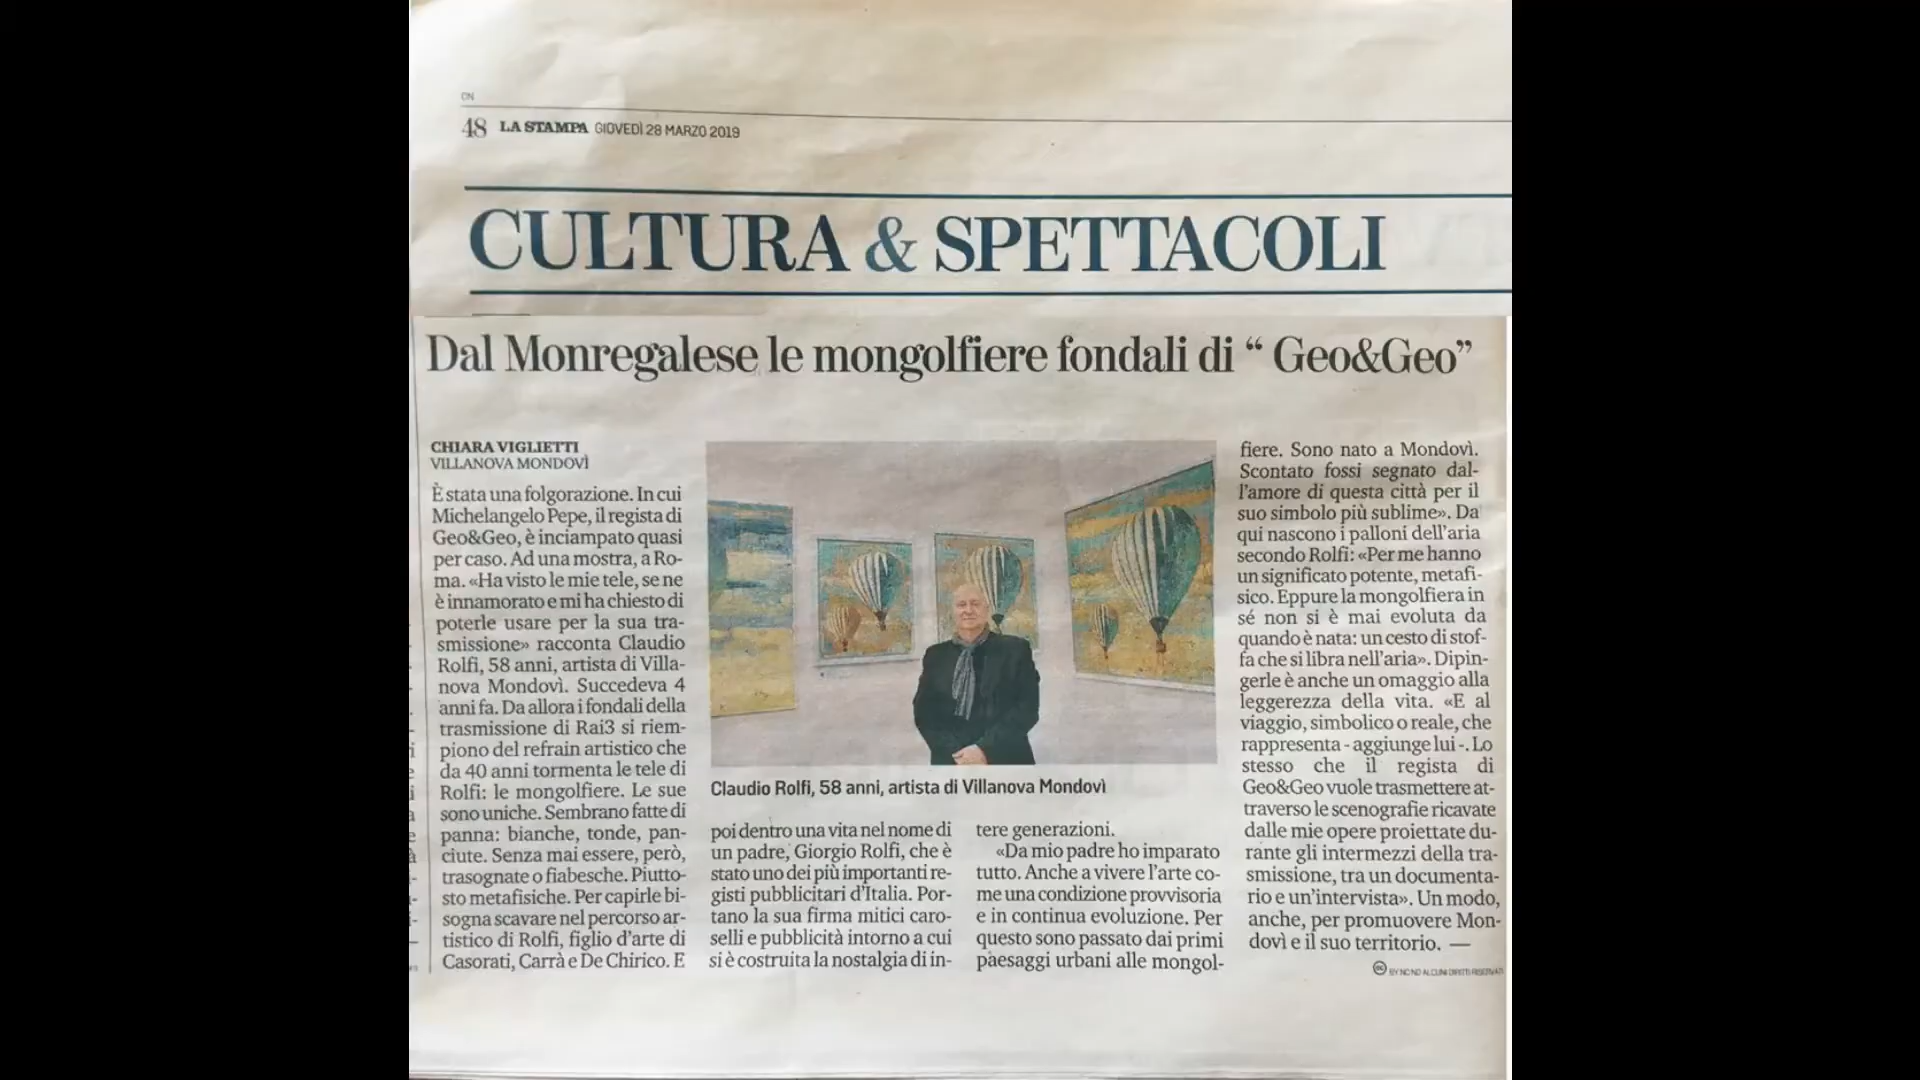 CN
48 LA STAMPA GIOVEDÌ 28 MARZO 2019
CULTURA & SPETTACOLI
Dal Monregalese le mongolfiere fondali di “ Geo&Geo”
CHIARA VIGLIETTI
VILLANOVA MONDOVÌ
È stata una folgorazione. In cui
Michelangelo Pepe, il regista di
Geo&Geo, è inciampato quasi
per caso. Ad una mostra, a Ro-
ma. «Ha visto le mie tele, se ne
è innamorato e mi ha chiesto di
poterle usare per la sua tra-
smissione» racconta Claudio
Rolfi, 58 anni, artista di Villa-
nova Mondovì. Succedeva 4
anni fa. Da allora i fondali della
trasmissione di Rai3 si riem-
piono del refrain artistico che
da 40 anni tormenta le tele di
Rolfi: le mongolfiere. Le sue
sono uniche. Sembrano fatte di
panna: bianche, tonde, pan-
ciute. Senza mai essere, però,
trasognate o fiabesche. Piutto-
sto metafisiche. Per capirle bi-
sogna scavare nel percorso ar-
tistico di Rolfi, figlio d'arte di
Casorati, Carrà e De Chirico. E
Claudio Rolfi, 58 anni, artista di Villanova Mondovì
poi dentro una vita nel nome di
un padre, Giorgio Rolfi, che è
stato uno dei più importanti re-
gisti pubblicitari d'Italia. Por-
tano la sua firma mitici caro-
selli e pubblicità intorno a cui
si è costruita la nostalgia di in-
tere generazioni.
«Da mio padre ho imparato
tutto. Anche a vivere l'arte co-
me una condizione provvisoria
e in continua evoluzione. Per
questo sono passato dai primi
paesaggi urbani alle mongol-
fiere. Sono nato a Mondovì.
Scontato fossi segnato dal-
l'amore di questa città per il
suo simbolo più sublime». Da
qui nascono i palloni dell'aria
secondo Rolfi: «Per me hanno
un significato potente, metafi-
sico. Eppure la mongolfiera in
sé non si è mai evoluta da
quando è nata: un cesto di stof-
fa che si libra nell'aria». Dipin-
gerle è anche un omaggio alla
leggerezza della vita. «E al
viaggio, simbolico o reale, che
rappresenta - aggiunge lui -. Lo
stesso che il regista di
Geo&Geo vuole trasmettere at-
traverso le scenografie ricavate
dalle mie opere proiettate du-
rante gli intermezzi della tra-
smissione, tra un documenta-
rio e un'intervista». Un modo,
anche, per promuovere Mon-
dovì e il suo territorio. —
BY NC ND ALCUNI DIRITTI RISERVATI